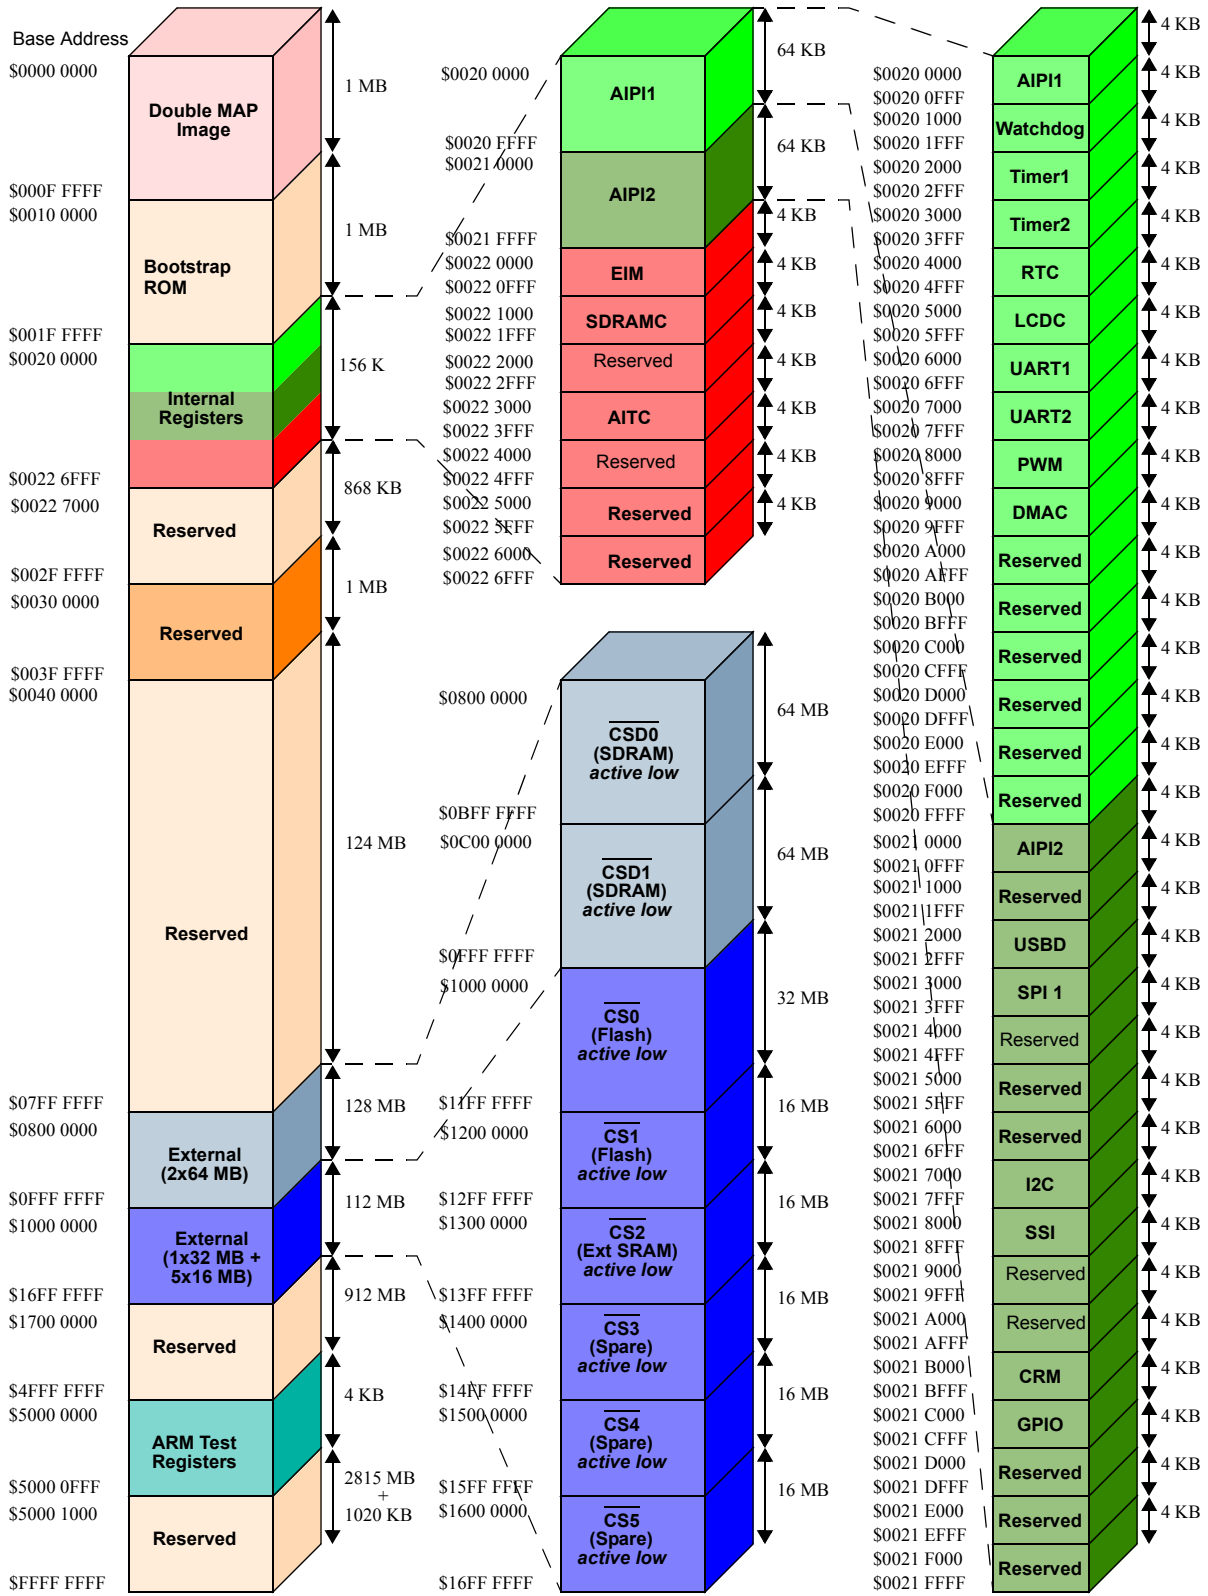 Base Address
$0000 0000
Double MAP
Image
1 MB
$000F FFFF
$0010 0000
1 MB
Bootstrap
ROM
$001F FFFF
$0020 0000
156 K
Internal
Registers
$0022 6FFF
$0022 7000
868 KB
Reserved
$002F FFFF
$0030 0000
1 MB
Reserved
$003F FFFF
$0040 0000
124 MB
Reserved
$07FF FFFF
$0800 0000
128 MB
External
(2x64 MB)
$0FFF FFFF
$1000 0000
112 MB
External
(1x32 MB +
5x16 MB)
$16FF FFFF
$1700 0000
912 MB
Reserved
$4FFF FFFF
$5000 0000
4 KB
ARM Test
Registers
$5000 0FFF
$5000 1000
2815 MB
+
1020 KB
Reserved
$FFFF FFFF
$0020 0000
AIPI1
64 KB
$0020 FFFF
$0021 0000
AIPI2
64 KB
$0021 FFFF
4 KB
$0022 0000
EIM
$0022 0FFF
4 KB
$0022 1000
SDRAMC
$0022 1FFF
4 KB
$0022 2000
Reserved
$0022 2FFF
4 KB
$0022 3000
AITC
$0022 3FFF
4 KB
$0022 4000
Reserved
$0022 4FFF
4 KB
$0022 5000
Reserved
$0022 5FFF
4 KB
$0022 6000
Reserved
$0022 6FFF
$0800 0000
CSD0
(SDRAM)
active low
64 MB
$0BFF FFFF
$0C00 0000
CSD1
(SDRAM)
active low
64 MB
$0FFF FFFF
$1000 0000
CS0
(Flash)
active low
32 MB
$11FF FFFF
$1200 0000
CS1
(Flash)
active low
16 MB
$12FF FFFF
$1300 0000
CS2
(Ext SRAM)
active low
16 MB
$13FF FFFF
$1400 0000
CS3
(Spare)
active low
16 MB
$14FF FFFF
$1500 0000
CS4
(Spare)
active low
16 MB
$15FF FFFF
$1600 0000
CS5
(Spare)
active low
16 MB
$16FF FFFF
4 KB
$0020 0000
AIPI1
4 KB
$0020 0FFF
$0020 1000
Watchdog
4 KB
$0020 1FFF
$0020 2000
Timer1
4 KB
$0020 2FFF
$0020 3000
Timer2
4 KB
$0020 3FFF
$0020 4000
RTC
4 KB
$0020 4FFF
$0020 5000
LCDC
4 KB
$0020 5FFF
$0020 6000
UART1
4 KB
$0020 6FFF
$0020 7000
UART2
4 KB
$0020 7FFF
$0020 8000
PWM
4 KB
$0020 8FFF
$0020 9000
DMAC
4 KB
$0020 9FFF
$0020 A000
Reserved
4 KB
$0020 AFFF
$0020 B000
Reserved
4 KB
$0020 BFFF
$0020 C000
Reserved
4 KB
$0020 CFFF
$0020 D000
Reserved
4 KB
$0020 DFFF
$0020 E000
Reserved
4 KB
$0020 EFFF
$0020 F000
Reserved
4 KB
$0020 FFFF
$0021 0000
AIPI2
4 KB
$0021 0FFF
$0021 1000
Reserved
4 KB
$0021 1FFF
$0021 2000
USBD
4 KB
$0021 2FFF
$0021 3000
SPI 1
4 KB
$0021 3FFF
$0021 4000
Reserved
4 KB
$0021 4FFF
$0021 5000
Reserved
4 KB
$0021 5FFF
$0021 6000
Reserved
4 KB
$0021 6FFF
$0021 7000
I2C
4 KB
$0021 7FFF
$0021 8000
SSI
4 KB
$0021 8FFF
$0021 9000
Reserved
4 KB
$0021 9FFF
$0021 A000
Reserved
4 KB
$0021 AFFF
$0021 B000
CRM
4 KB
$0021 BFFF
$0021 C000
GPIO
4 KB
$0021 CFFF
$0021 D000
Reserved
4 KB
$0021 DFFF
$0021 E000
Reserved
4 KB
$0021 EFFF
$0021 F000
Reserved
$0021 FFFF